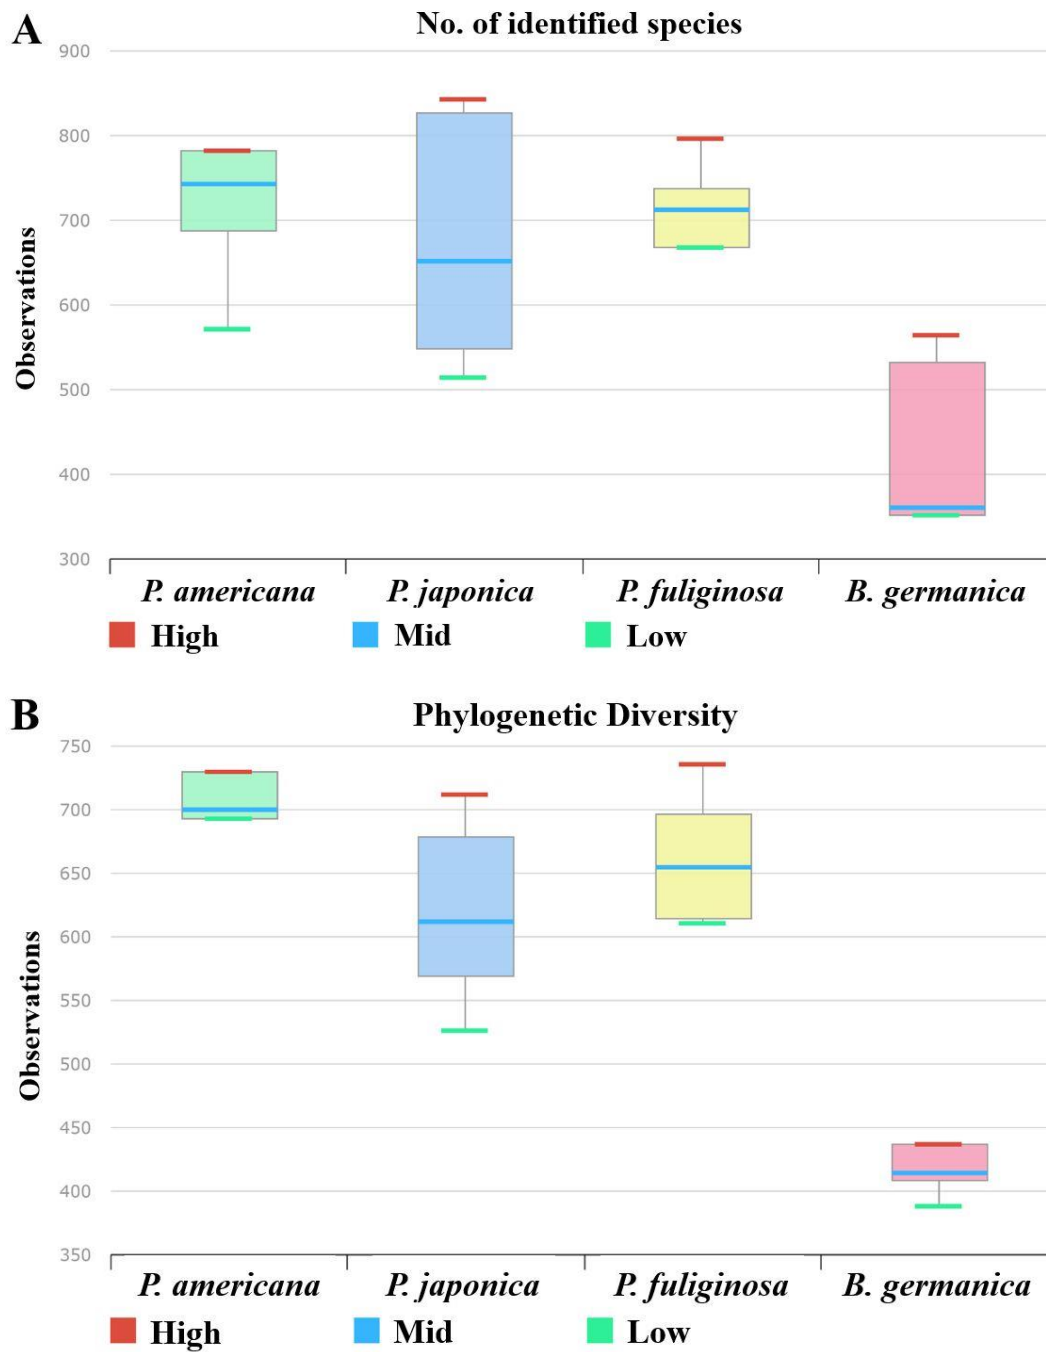 A
No. of identified species
900
800
700
600
500
400
300
Observations
P. americana P. japonica P. fuliginosa B. germanica
High Mid Low
B
Phylogenetic Diversity
750
700
650
600
550
500
450
400
350
Observations
P. americana P. japonica P. fuliginosa B. germanica
High Mid Low